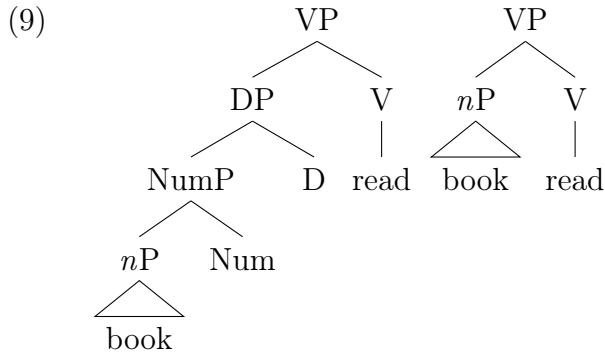 (9) VP VP
DP V nP V
NumP D read book read
nP Num
book